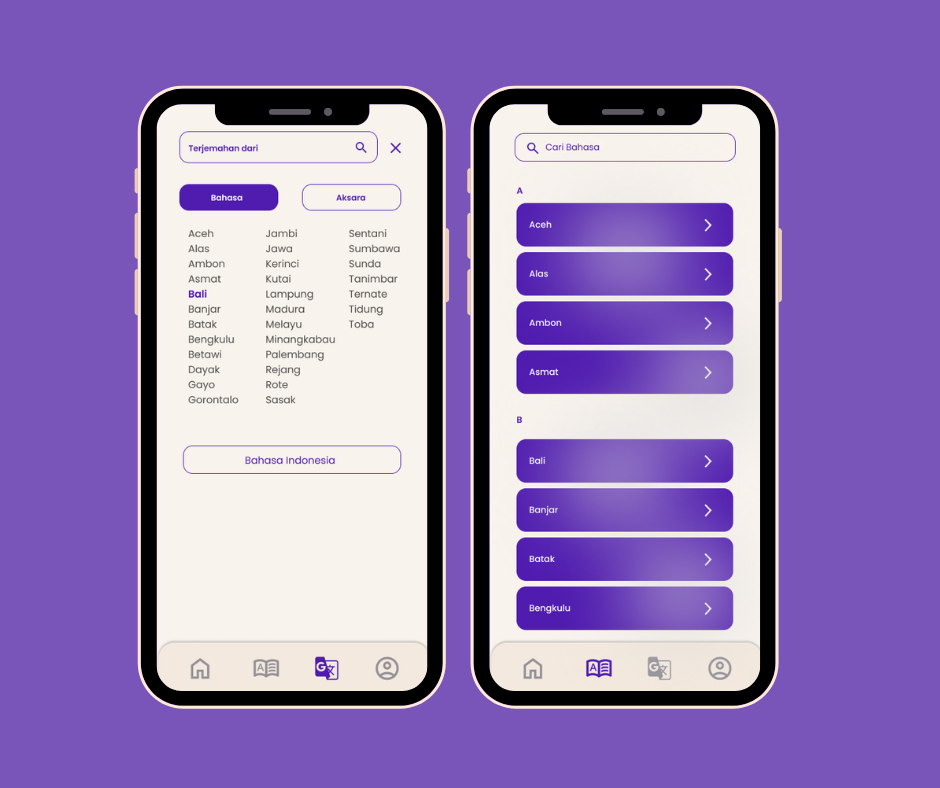 Terjemahan dari
Bahasa
Aksara
Aceh
Alas
Ambon
Asmat
Bali
Banjar
Batak
Bengkulu
Betawi
Dayak
Gayo
Gorontalo
Jambi
Jawa
Kerinci
Kutai
Lampung
Madura
Melayu
Minangkabau
Palembang
Rejang
Rote
Sasak
Sentani
Sumbawa
Sunda
Tanimbar
Ternate
Tidung
Toba
Bahasa Indonesia
A
G
文
Cari Bahasa
A
Aceh
Alas
Ambon
Asmat
B
Bali
Banjar
Batak
Bengkulu
A
G
文